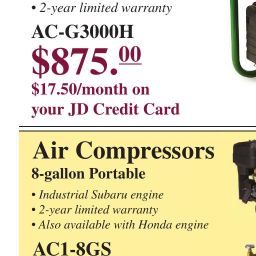 • 2-year limited warranty
AC-G3000H
$875.00
$17.50/month on
your JD Credit Card
Air Compressors
8-gallon Portable
• Industrial Subaru engine
• 2-year limited warranty
• Also available with Honda engine
AC1-8GS